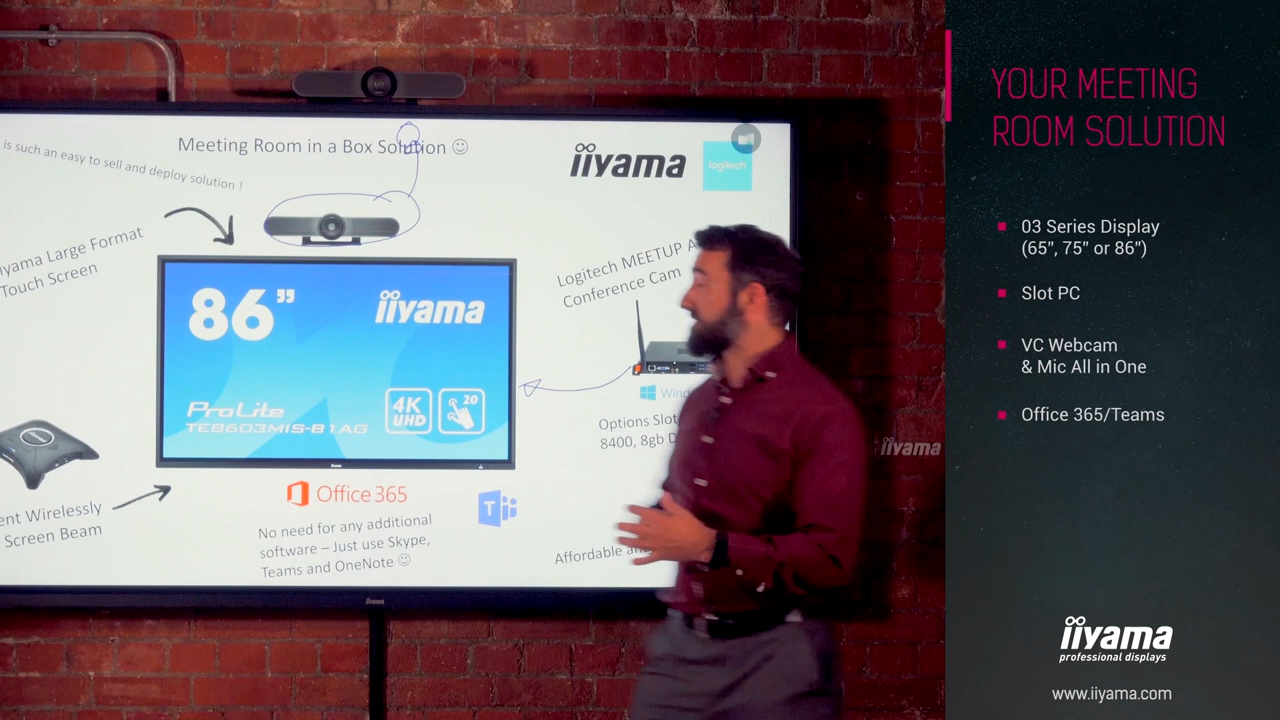 is such an easy to sell and deploy solution !
Meeting Room in a Box Solution ☺
iiyama
logitech
iyama Large Format
Touch Screen
Logitech MEETUP
Conference Cam
86”
iiyama
ProLite
TE8603MIS-B1AG
4K
UHD
20
Options Slot
8400, 8gb
ent Wirelessly
Screen Beam
Office 365
T
No need for any additional
software – Just use Skype,
Teams and OneNote ☺
Affordable
iiyama
iiyama
YOUR MEETING
ROOM SOLUTION
03 Series Display
(65", 75" or 86")
Slot PC
VC Webcam
& Mic All in One
Office 365/Teams
iiyama
professional displays
www.iiyama.com